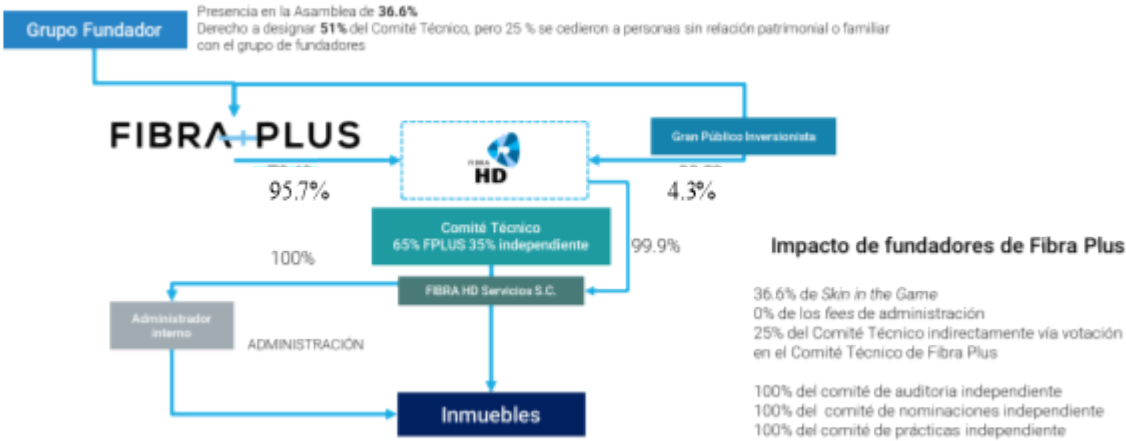 Grupo Fundador
Presencia en la Asamblea de 36.6%
Derecho a designar 51% del Comité Técnico, pero 25 % se cedieron a personas sin relación patrimonial o familiar
con el grupo de fundadores
FIBRA+PLUS
FIBRA
HD
Gran Público Inversionista
95.7%
4.3%
Comité Técnico
65% FPLUS 35% independiente
99.9%
100%
FIBRA HD Servicios S.C.
Administrador
interno
ADMINISTRACIÓN
Inmuebles
Impacto de fundadores de Fibra Plus
36.6% de Skin in the Game
0% de los fees de administración
25% del Comité Técnico indirectamente vía votación
en el Comité Técnico de Fibra Plus
100% del comité de auditoria independiente
100% del comité de nominaciones independiente
100% del comité de prácticas independiente